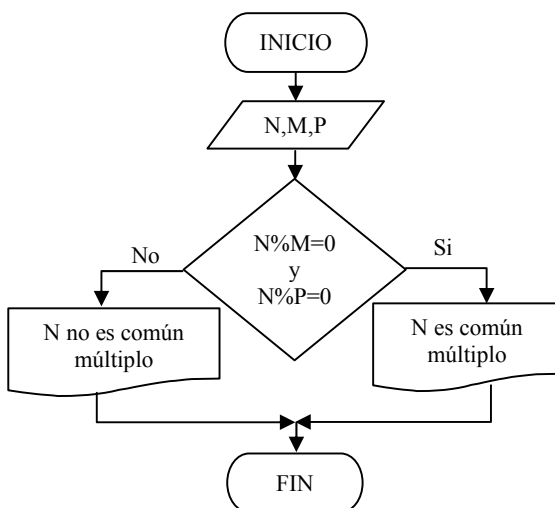 INICIO
N,M,P
N%M=0
y
N%P=0
No
Si
N no es común
múltiplo
N es común
múltiplo
FIN